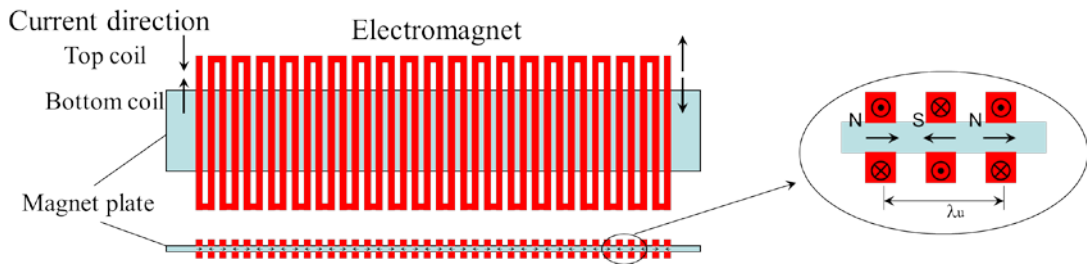 Current direction
Top coil
Bottom coil
Electromagnet
Magnet plate
N S N
λu